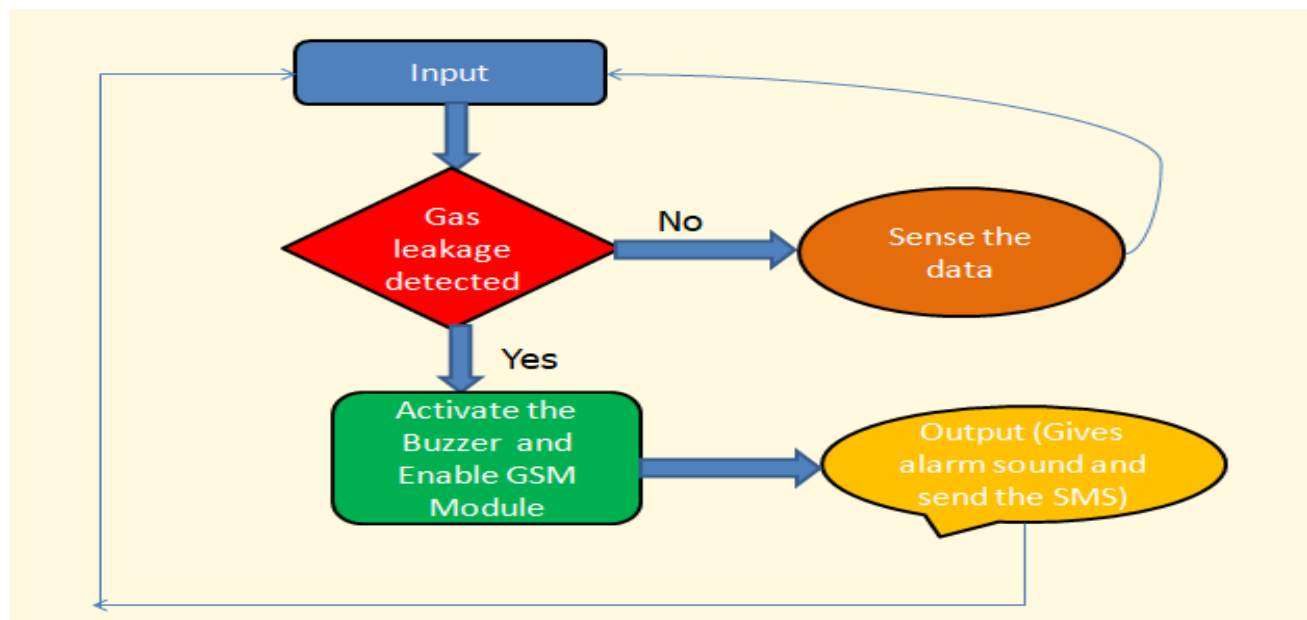 Input
Gas
leakage
detected
No
Sense the
data
Yes
Activate the
Buzzer  and
Enable GSM
Module
Output (Gives
alarm sound and
send the SMS)